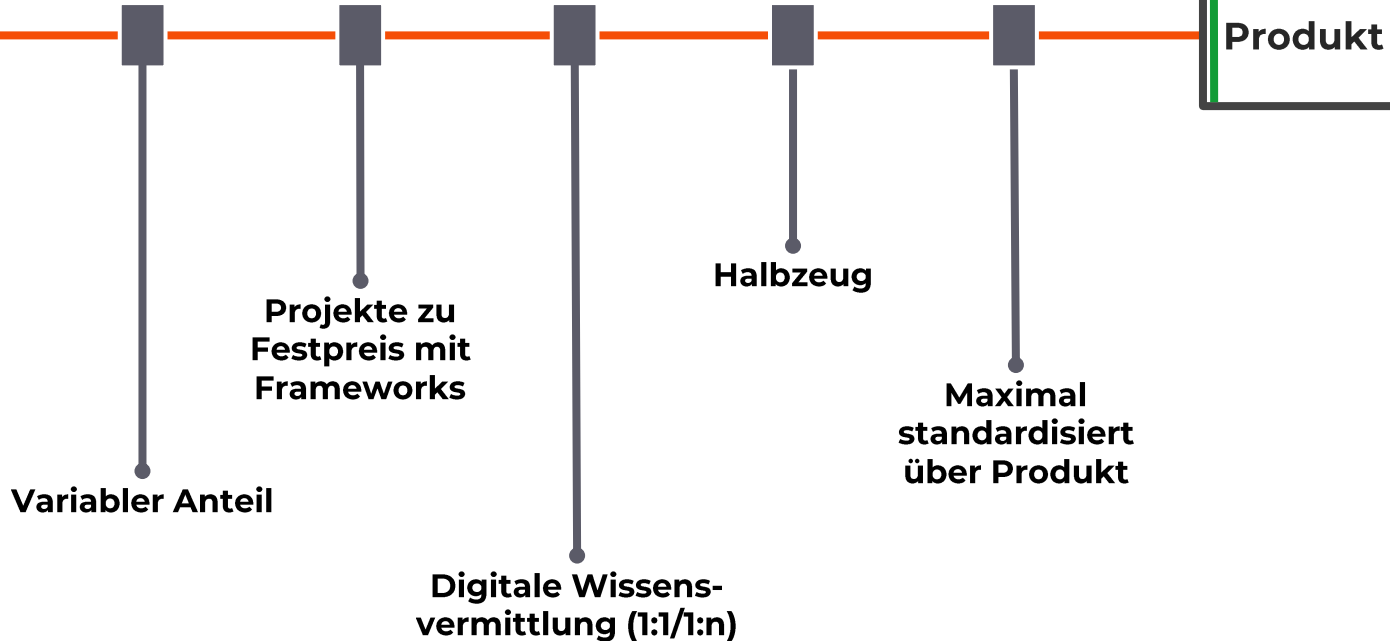 Produkt
Variabler Anteil
Projekte zu
Festpreis mit
Frameworks
Digitale Wissens-
vermittlung (1:1/1:n)
Halbzeug
Maximal
standardisiert
über Produkt